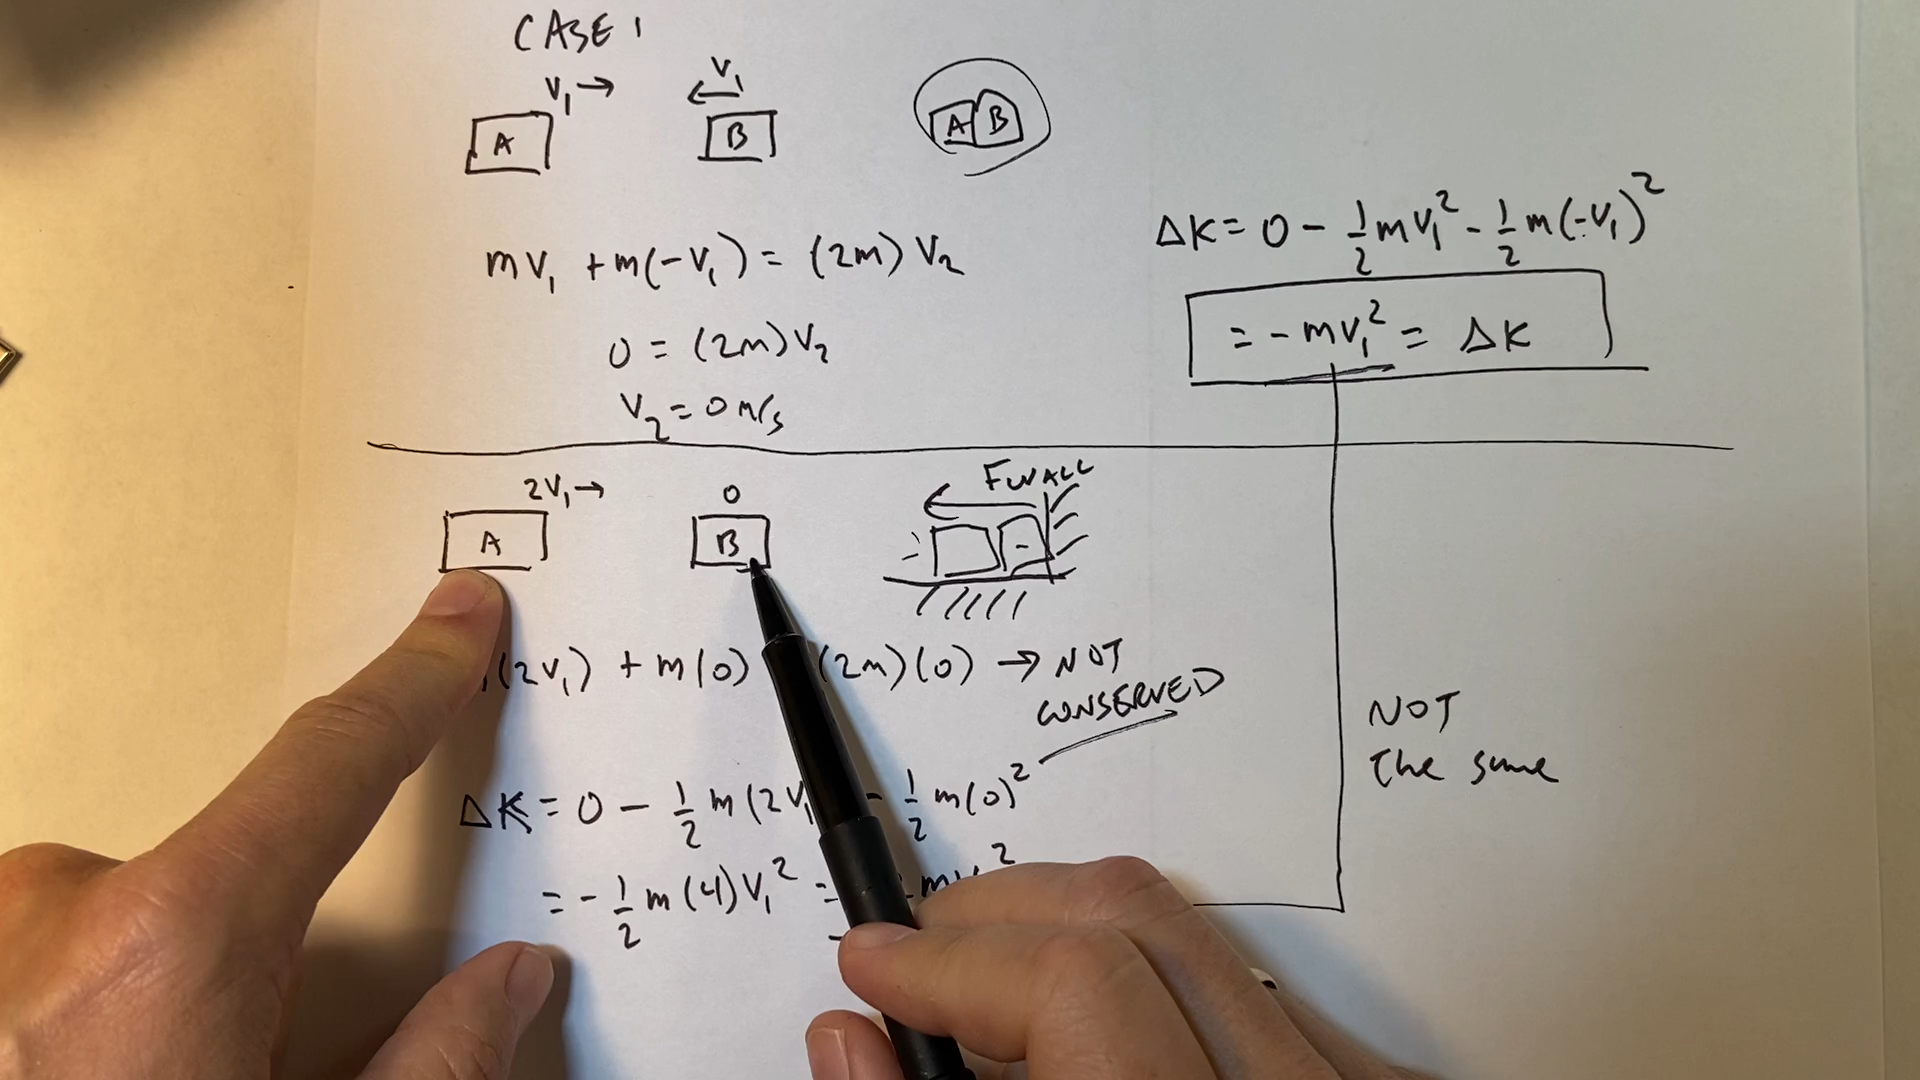 CASE 1
V₁→ V₁
A B A B
mV₁ + m(-V₁) = (2m) V₂
0 = (2m)V₂
V₂ = 0 m/s
ΔK = 0 - 1/2 mV₁² - 1/2 m(-V₁)²
= - mV₁² = ΔK
2V₁→ 0 FWALL
A B
(2V₁) + m(0) (2m)(0) → NOT
CONSERVED
ΔK = 0 - 1/2 m(2V₁ - 1/2 m(0)²
= - 1/2 m(4)V₁² =
NOT
the same